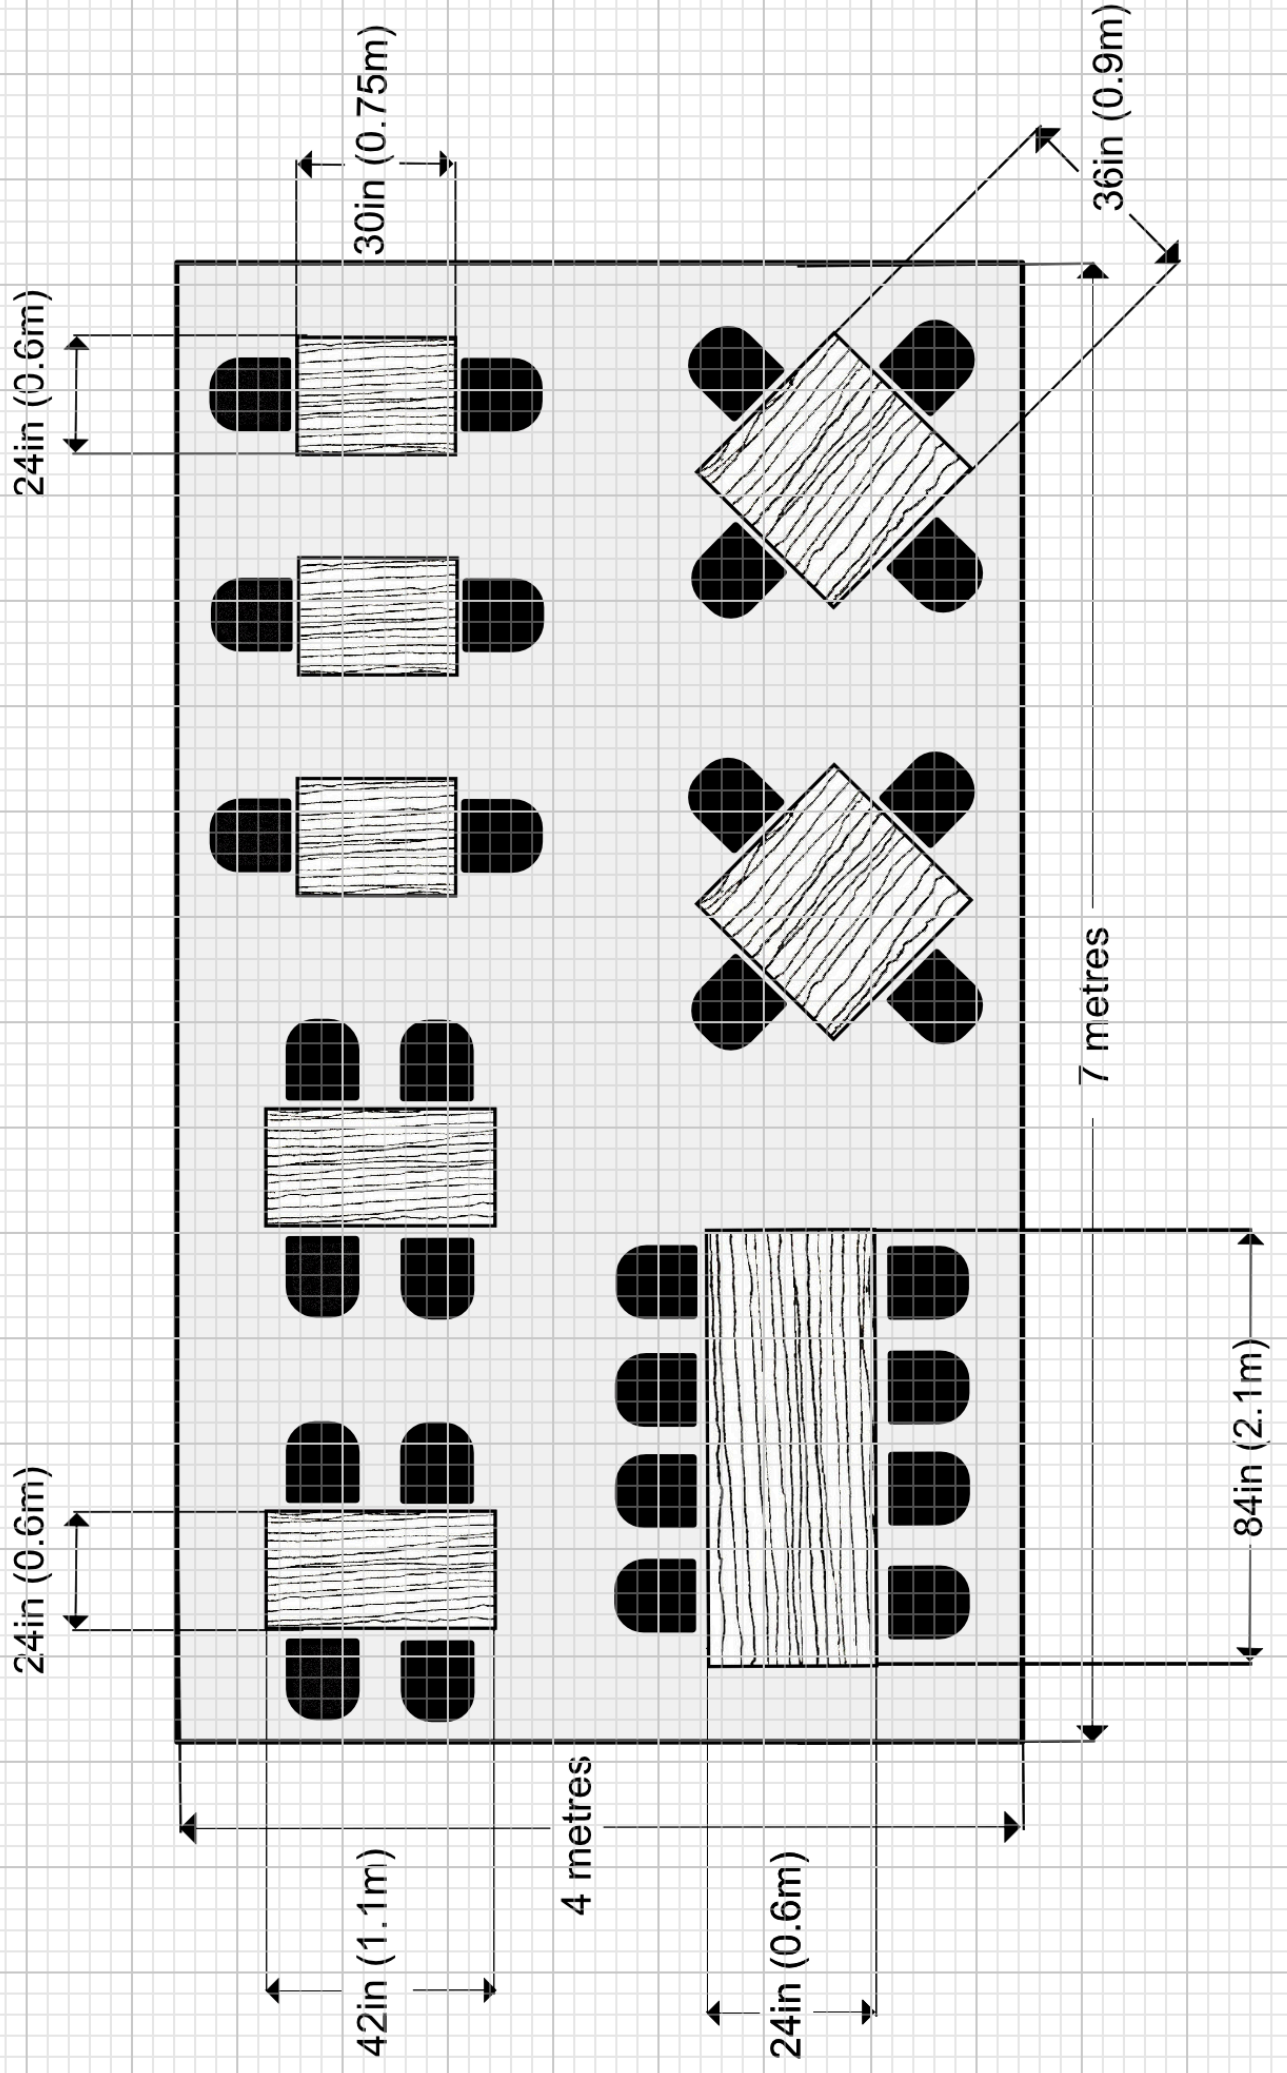 30in (0.75m)
36in (0.9m)
24in (0.6m)
7 metres
84in (2.1m)
24in (0.6m)
4 metres
42in (1.1m)
24in (0.6m)